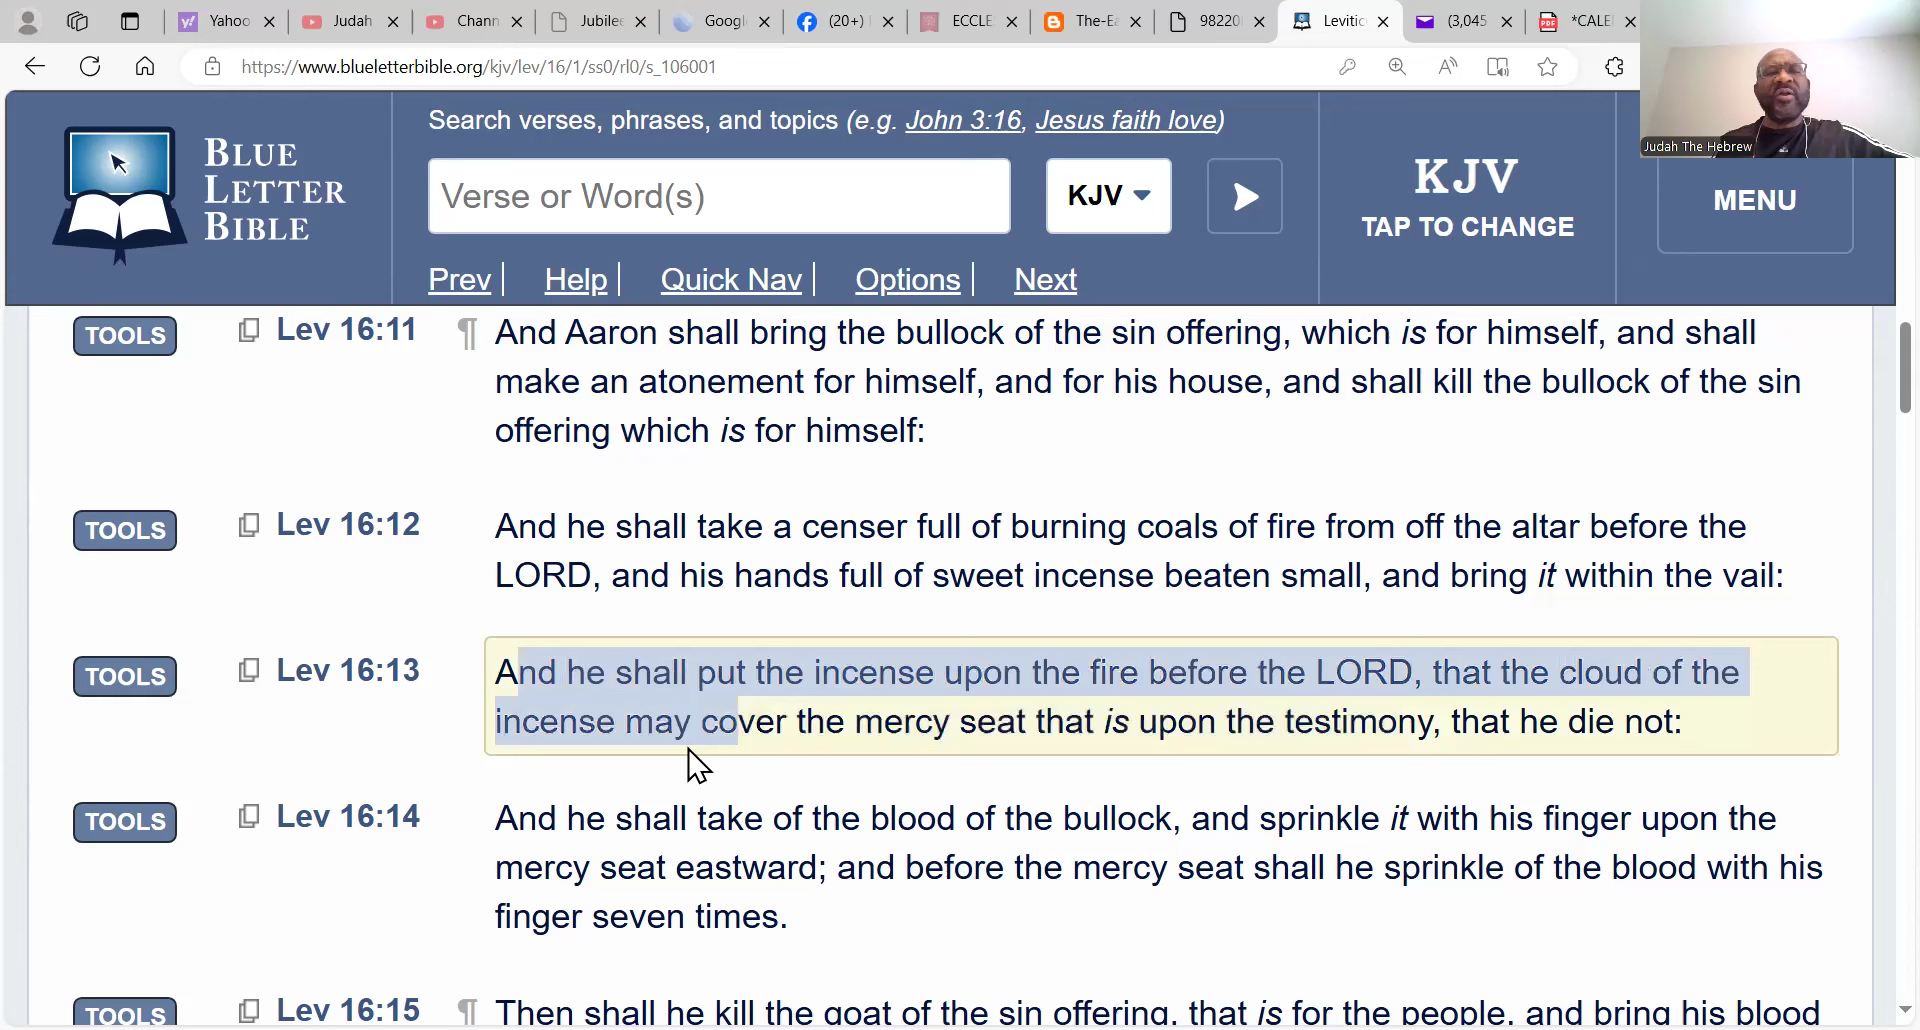 Yahoo
Judah
Chann
Jubilee
Googl
(20+)
ECCLE
The-Ea
98220
Levitic
(3,045
*CALE
https://www.blueletterbible.org/kjv/lev/16/1/ss0/rl0/s_106001
Judah The Hebrew
BLUE
LETTER
BIBLE
Search verses, phrases, and topics (e.g. John 3:16, Jesus faith love)
Verse or Word(s)
KJV
KJV
TAP TO CHANGE
MENU
Prev
Help
Quick Nav
Options
Next
TOOLS
Lev 16:11
¶ And Aaron shall bring the bullock of the sin offering, which is for himself, and shall
make an atonement for himself, and for his house, and shall kill the bullock of the sin
offering which is for himself:
TOOLS
Lev 16:12
And he shall take a censer full of burning coals of fire from off the altar before the
LORD, and his hands full of sweet incense beaten small, and bring it within the vail:
TOOLS
Lev 16:13
And he shall put the incense upon the fire before the LORD, that the cloud of the
incense may cover the mercy seat that is upon the testimony, that he die not:
TOOLS
Lev 16:14
And he shall take of the blood of the bullock, and sprinkle it with his finger upon the
mercy seat eastward; and before the mercy seat shall he sprinkle of the blood with his
finger seven times.
TOOLS
Lev 16:15
¶ Then shall he kill the goat of the sin offering, that is for the people, and bring his blood